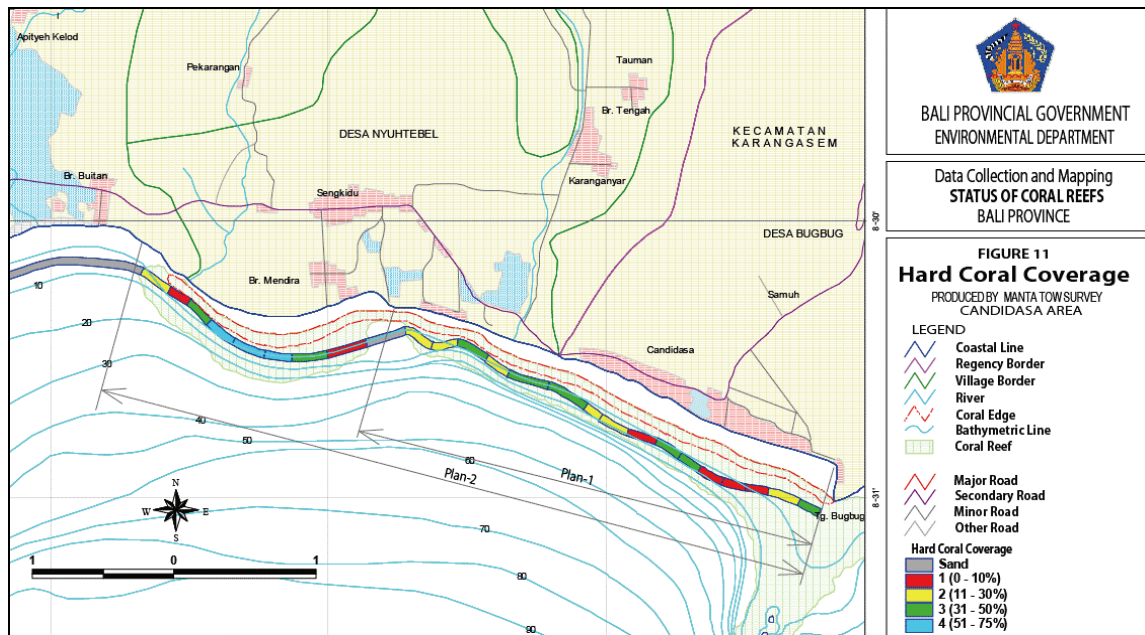 Apityeh Kelod
Pekarangan
Tauman
Br. Tengah
DESA NYUHTEBEL
KECAMATAN
KARANGASEM
Br. Buitan
Sengkidu
Karanganyar
DESA BUGBUG
Br. Mendira
Samuh
Candidasa
10
20
30
40
50
60
70
80
90
Plan-1
Plan-2
Tg. Bugbug
N
W E
S
1 0 1
8-30'
8-31'
BALI PROVINCIAL GOVERNMENT
ENVIRONMENTAL DEPARTMENT
Data Collection and Mapping
STATUS OF CORAL REEFS
BALI PROVINCE
FIGURE 11
Hard Coral Coverage
PRODUCED BY MANTA TOW SURVEY
CANDIDASA AREA
LEGEND
Coastal Line
Regency Border
Village Border
River
Coral Edge
Bathymetric Line
Coral Reef
Major Road
Secondary Road
Minor Road
Other Road
Hard Coral Coverage
Sand
1 (0 - 10%)
2 (11 - 30%)
3 (31 - 50%)
4 (51 - 75%)